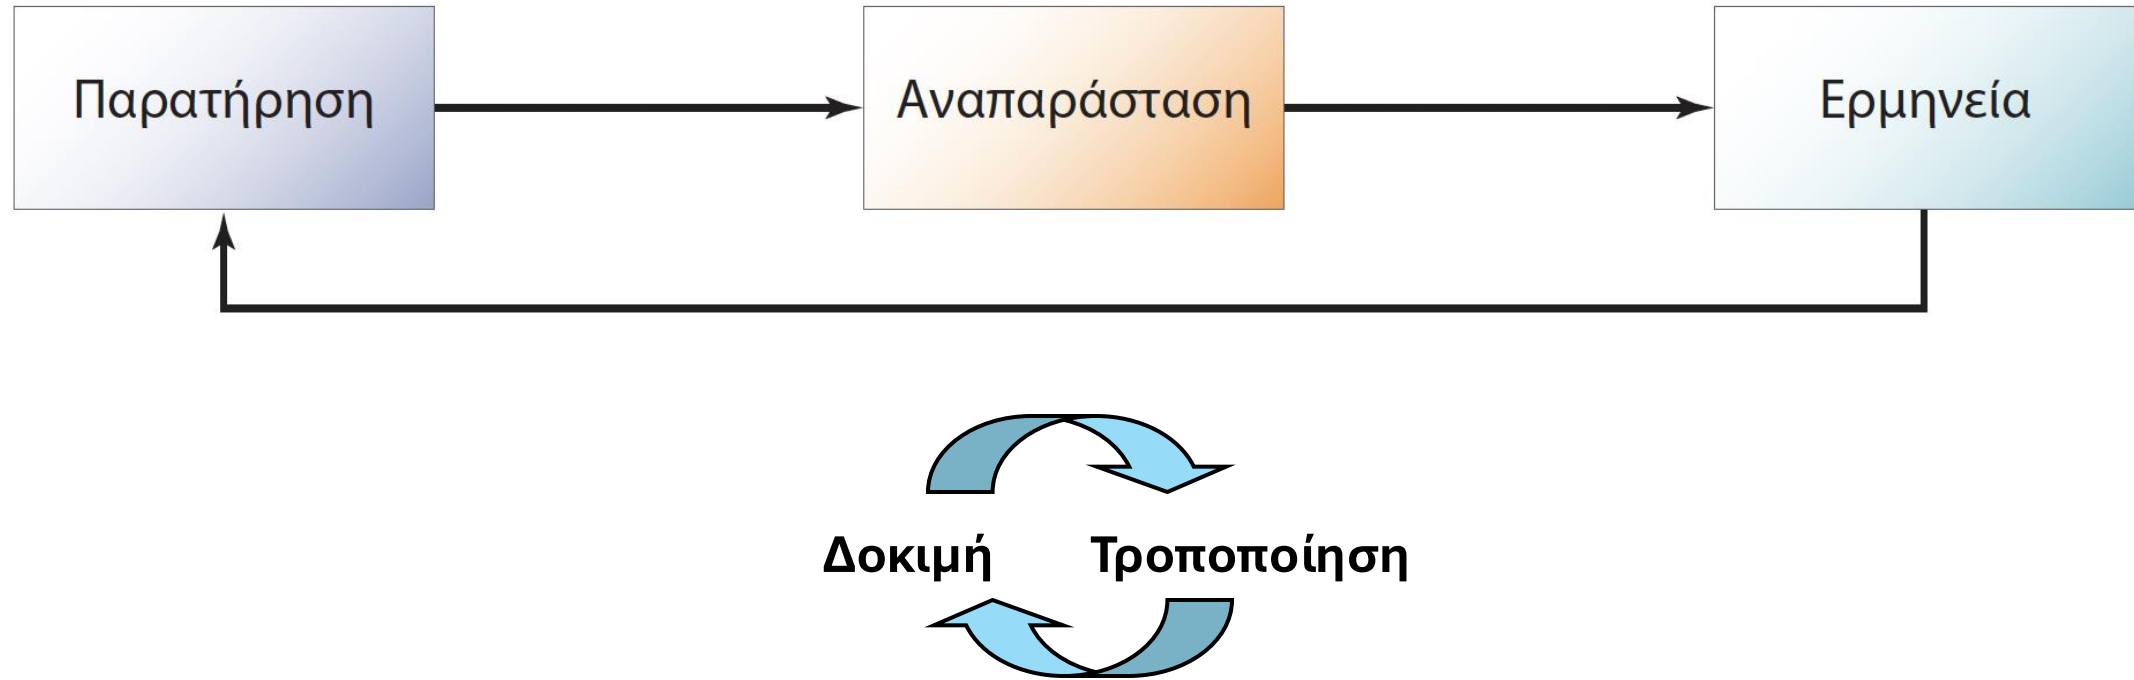 Παρατήρηση
Αναπαράσταση
Ερμηνεία
Δοκιμή
Τροποποίηση